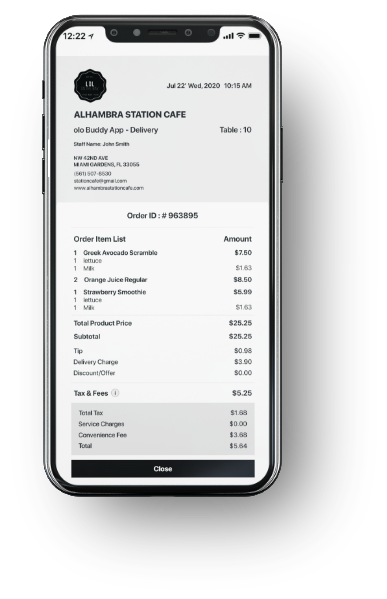 12:22
LTL
Jul 22' Wed, 2020 10:15 AM
ALHAMBRA STATION CAFE
olo Buddy App - Delivery Table : 10
Staff Name: John Smith
NW 42ND AVE
MIAMI GARDENS, FL 33055
(561) 507-8530
stationcafe@gmail.com
www.alhambrastationcafe.com
Order ID : # 963895
Order Item List Amount
1 Greek Avocado Scramble $7.50
1 lettuce
1 Milk $1.63
2 Orange Juice Regular $8.50
1 Strawberry Smoothie $5.99
1 lettuce
1 Milk $1.63
Total Product Price $25.25
Subtotal $25.25
Tip $0.98
Delivery Charge $3.90
Discount/Offer $0.00
Tax & Fees $5.25
Total Tax $1.68
Service Charges $0.00
Convenience Fee $3.68
Total $5.64
Close